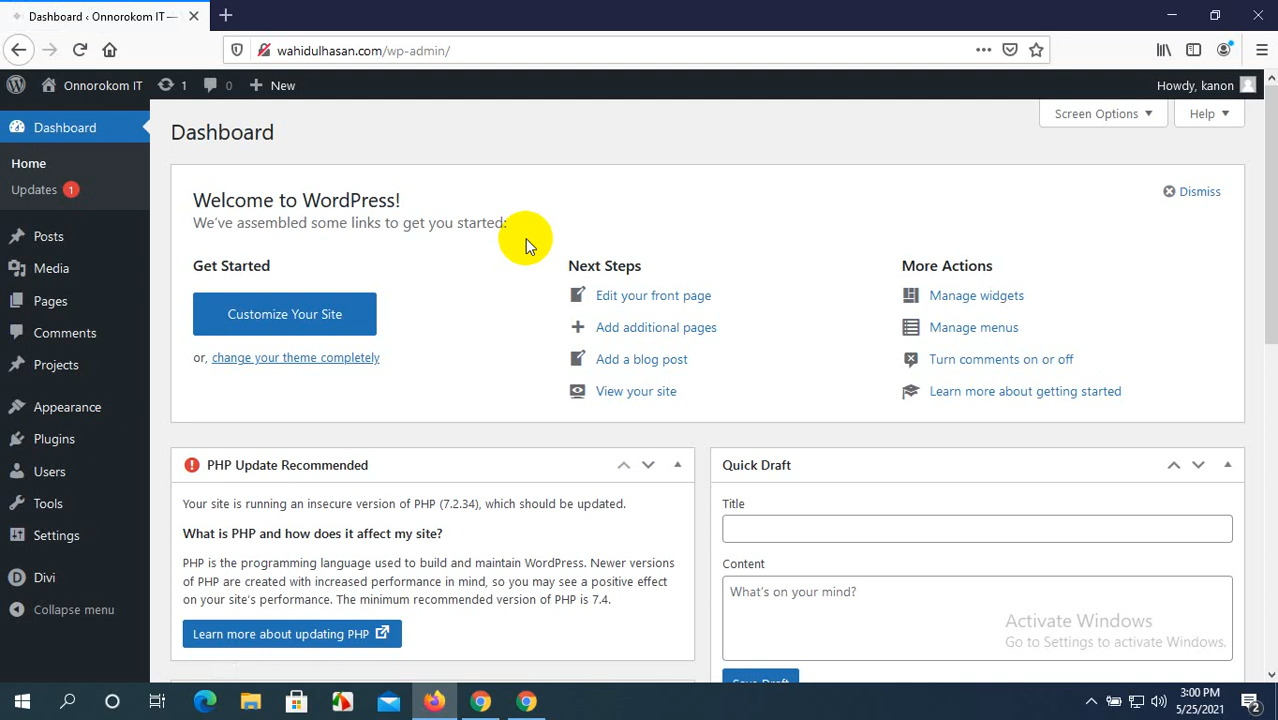 Dashboard ‹ Onnorokom IT —
wahidulhasan.com/wp-admin/
Onnorokom IT
1
0
New
Howdy, kanon
Dashboard
Home
Updates 1
Posts
Media
Pages
Comments
Projects
Appearance
Plugins
Users
Tools
Settings
Divi
Collapse menu
Dashboard
Screen Options
Help
Welcome to WordPress!
We've assembled some links to get you started:
Dismiss
Get Started
Customize Your Site
or, change your theme completely
Next Steps
Edit your front page
Add additional pages
Add a blog post
View your site
More Actions
Manage widgets
Manage menus
Turn comments on or off
Learn more about getting started
PHP Update Recommended
Your site is running an insecure version of PHP (7.2.34), which should be updated.
What is PHP and how does it affect my site?
PHP is the programming language used to build and maintain WordPress. Newer versions
of PHP are created with increased performance in mind, so you may see a positive effect
on your site's performance. The minimum recommended version of PHP is 7.4.
Learn more about updating PHP
Quick Draft
Title
Content
What's on your mind?
Save Draft
Activate Windows
Go to Settings to activate Windows.
3:00 PM
5/25/2021
2